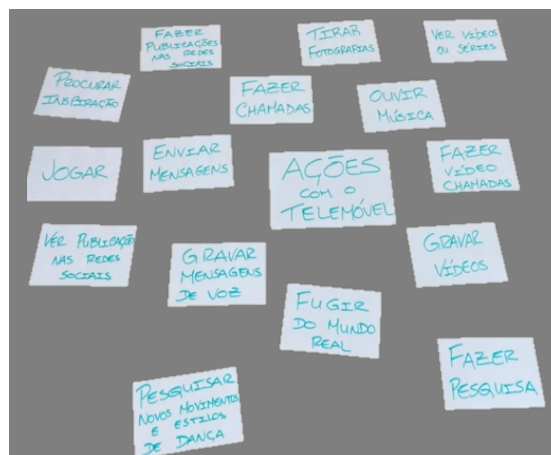 FAZER
PUBLICAÇÕES
NAS REDES
SOCIAIS
TIRAR
FOTOGRAFIAS
VER VÍDEOS
OU SÉRIES
PROCURAR
INSPIRAÇÃO
FAZER
CHAMADAS
OUVIR
MÚSICA
JOGAR
ENVIAR
MENSAGENS
AÇÕES
COM O
TELEMÓVEL
FAZER
VÍDEO
CHAMADAS
VER PUBLICAÇÃO
NAS REDES
SOCIAIS
GRAVAR
MENSAGENS
DE VOZ
GRAVAR
VÍDEOS
FUGIR
DO MUNDO
REAL
FAZER
PESQUISA
PESQUISAR
NOVOS MOVIMENTOS
E ESTILOS
DE DANÇA